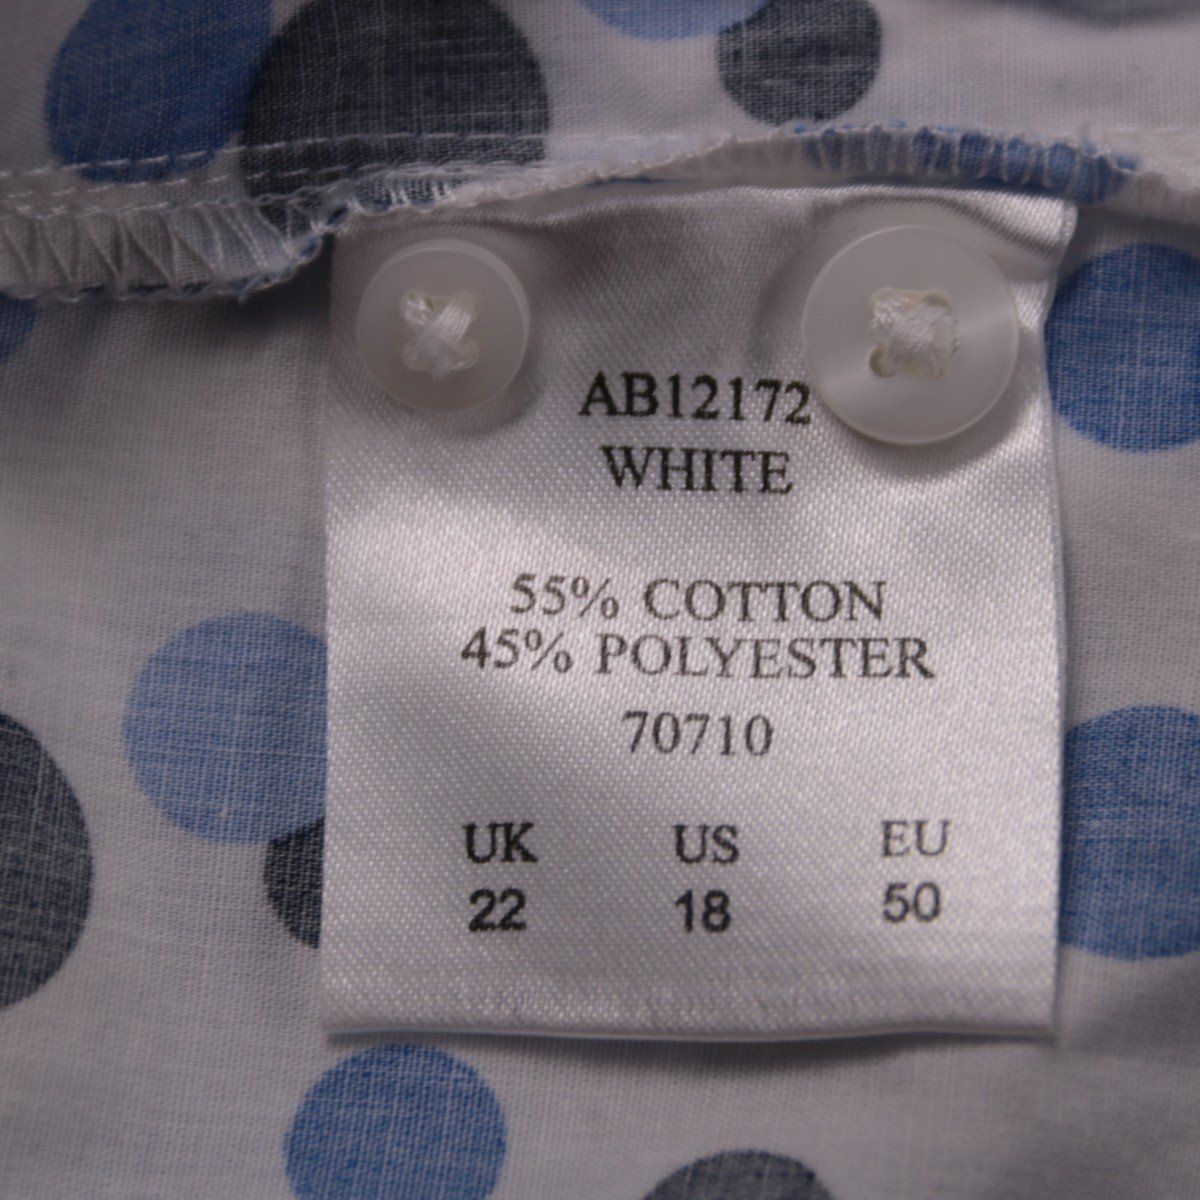 AB12172
WHITE
55% COTTON
45% POLYESTER
70710
UK US EU
22 18 50